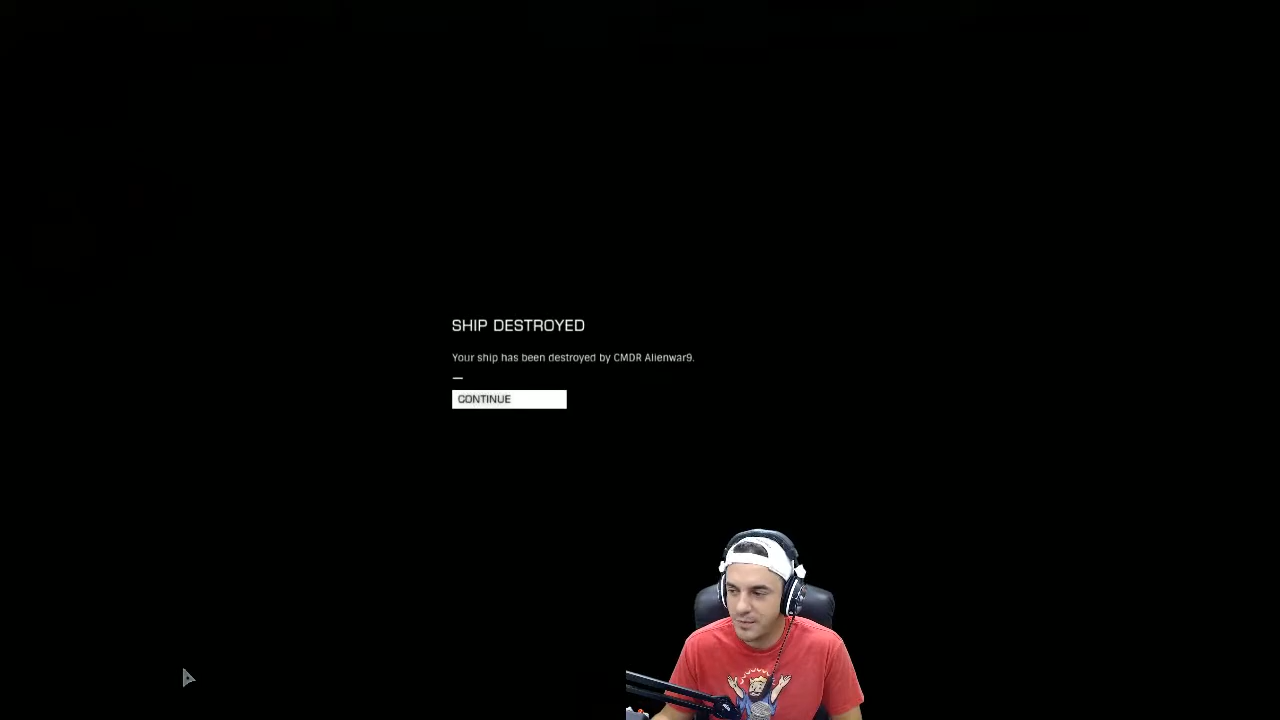 SHIP DESTROYED
Your ship has been destroyed by CMDR Alienwar9.
CONTINUE